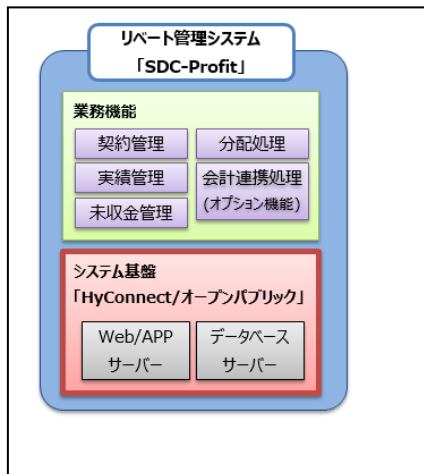 リベート管理システム
「SDC-Profit」
業務機能
契約管理
実績管理
未収金管理
分配処理
会計連携処理
(オプション機能)
システム基盤
「HyConnect/オープンパブリック」
Web/APP
サーバー
データベース
サーバー